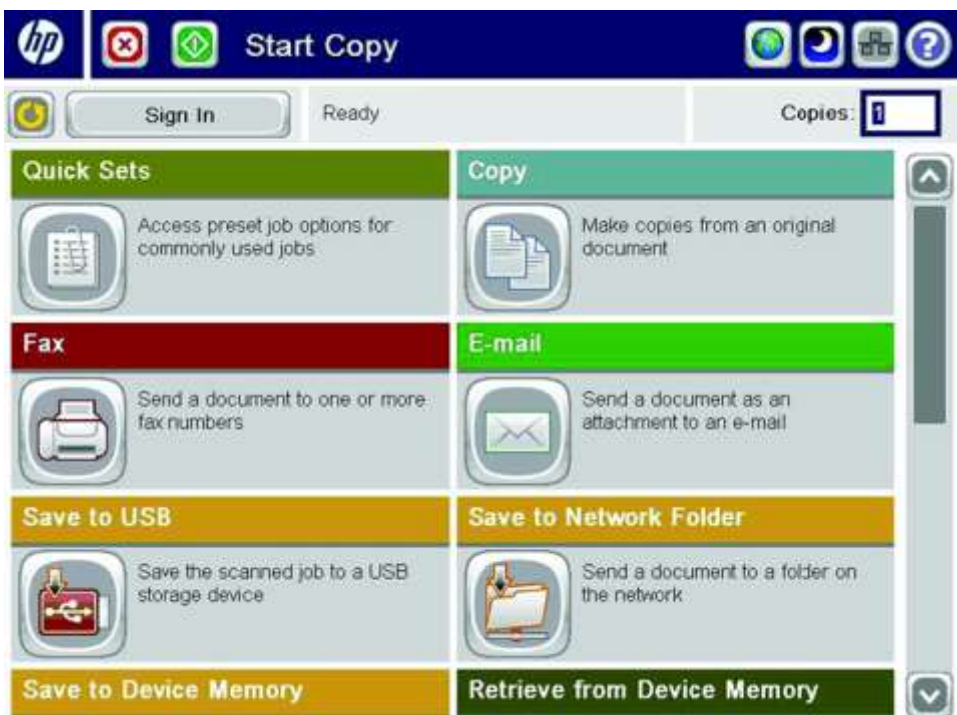 hp
Start Copy
?
Sign In
Ready
Copies: 1
Quick Sets
Access preset job options for
commonly used jobs
Copy
Make copies from an original
document
Fax
Send a document to one or more
fax numbers
E-mail
Send a document as an
attachment to an e-mail
Save to USB
Save the scanned job to a USB
storage device
Save to Network Folder
Send a document to a folder on
the network
Save to Device Memory
Retrieve from Device Memory